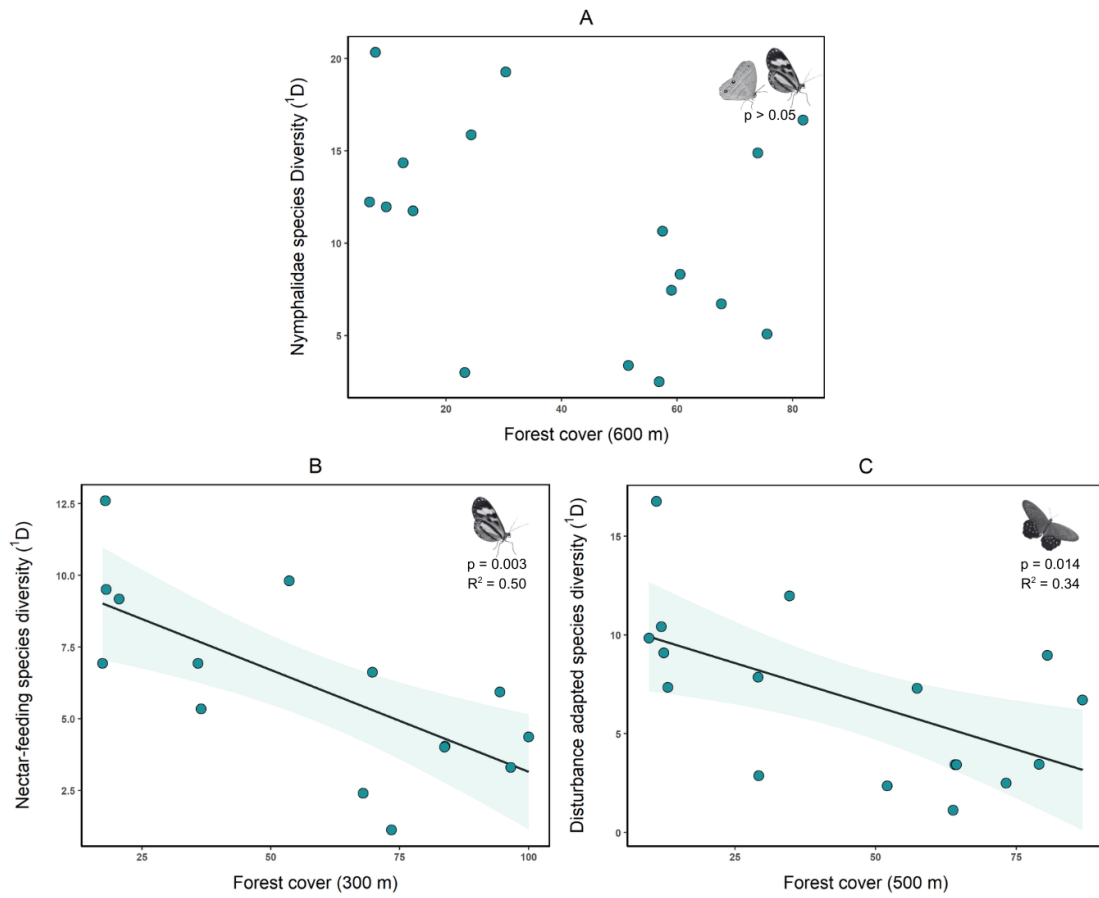 A
Nymphalidae species Diversity (¹D)
20
15
10
5
p > 0.05
20 40 60 80
Forest cover (600 m)
B
Nectar-feeding species diversity (¹D)
12.5
10.0
7.5
5.0
2.5
p = 0.003
R² = 0.50
25 50 75 100
Forest cover (300 m)
C
Disturbance adapted species diversity (¹D)
15
10
5
0
p = 0.014
R² = 0.34
25 50 75
Forest cover (500 m)